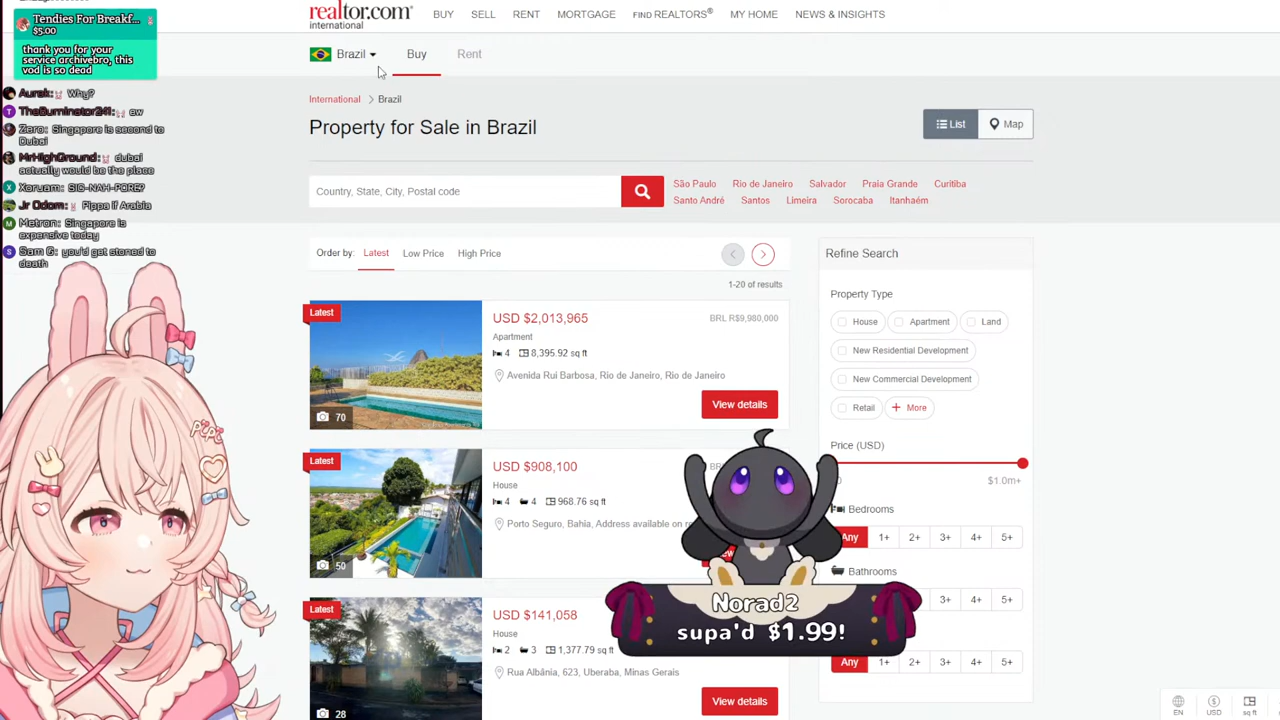 Tendies For Breakf...
$5.00
thank you for your
service archivebro, this
vod is so dead
Aurek: Why?
ew
Zero: Singapore is second to
Dubai
MrHighGround: dubai
actually would be the place
Xoruam: SIG-NAH-PORE?
Jr Odom: Pippa if Arabia
Metron: Singapore is
expensive today
Sam G: you'd get stoned to
death
realtor.com®
international
BUY SELL RENT MORTGAGE FIND REALTORS® MY HOME NEWS & INSIGHTS
Brazil Buy Rent
International > Brazil
Property for Sale in Brazil
List Map
Country, State, City, Postal code
São Paulo Rio de Janeiro Salvador Praia Grande Curitiba
Santo André Santos Limeira Sorocaba Itanhaém
Order by: Latest Low Price High Price
1-20 of results
Latest
USD $2,013,965
BRL R$9,980,000
Apartment
4 8,395.92 sq ft
Avenida Rui Barbosa, Rio de Janeiro, Rio de Janeiro
70
View details
Latest
USD $908,100
House
4 4 968.76 sq ft
Porto Seguro, Bahia, Address available on
50
Latest
USD $141,058
House
2 3 1,377.79 sq ft
Rua Albânia, 623, Uberaba, Minas Gerais
28
View details
Refine Search
Property Type
House Apartment Land
New Residential Development
New Commercial Development
Retail + More
Price (USD)
$1.0m+
Bedrooms
Any 1+ 2+ 3+ 4+ 5+
Bathrooms
3+ 4+ 5+
Any 1+ 2+ 3+ 4+ 5+
Norad2
supa'd $1.99!
PiPi
EN USD sq ft